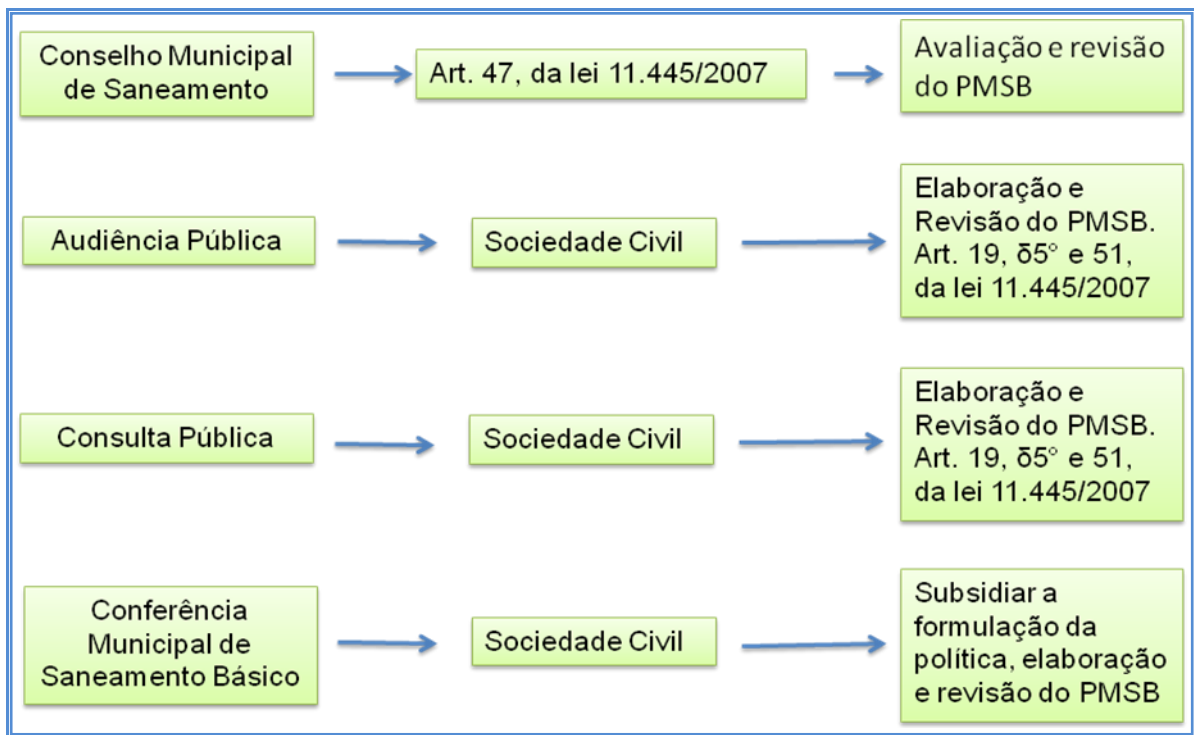 Conselho Municipal
de Saneamento
Art. 47, da lei 11.445/2007
Avaliação e revisão
do PMSB
Audiência Pública
Sociedade Civil
Elaboração e
Revisão do PMSB.
Art. 19, δ5° e 51,
da lei 11.445/2007
Consulta Pública
Sociedade Civil
Elaboração e
Revisão do PMSB.
Art. 19, δ5° e 51,
da lei 11.445/2007
Conferência
Municipal de
Saneamento Básico
Sociedade Civil
Subsidiar a
formulação da
política, elaboração
e revisão do PMSB